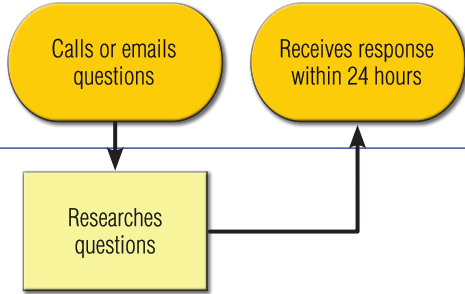 Calls or emails
questions
Receives response
within 24 hours
Researches
questions